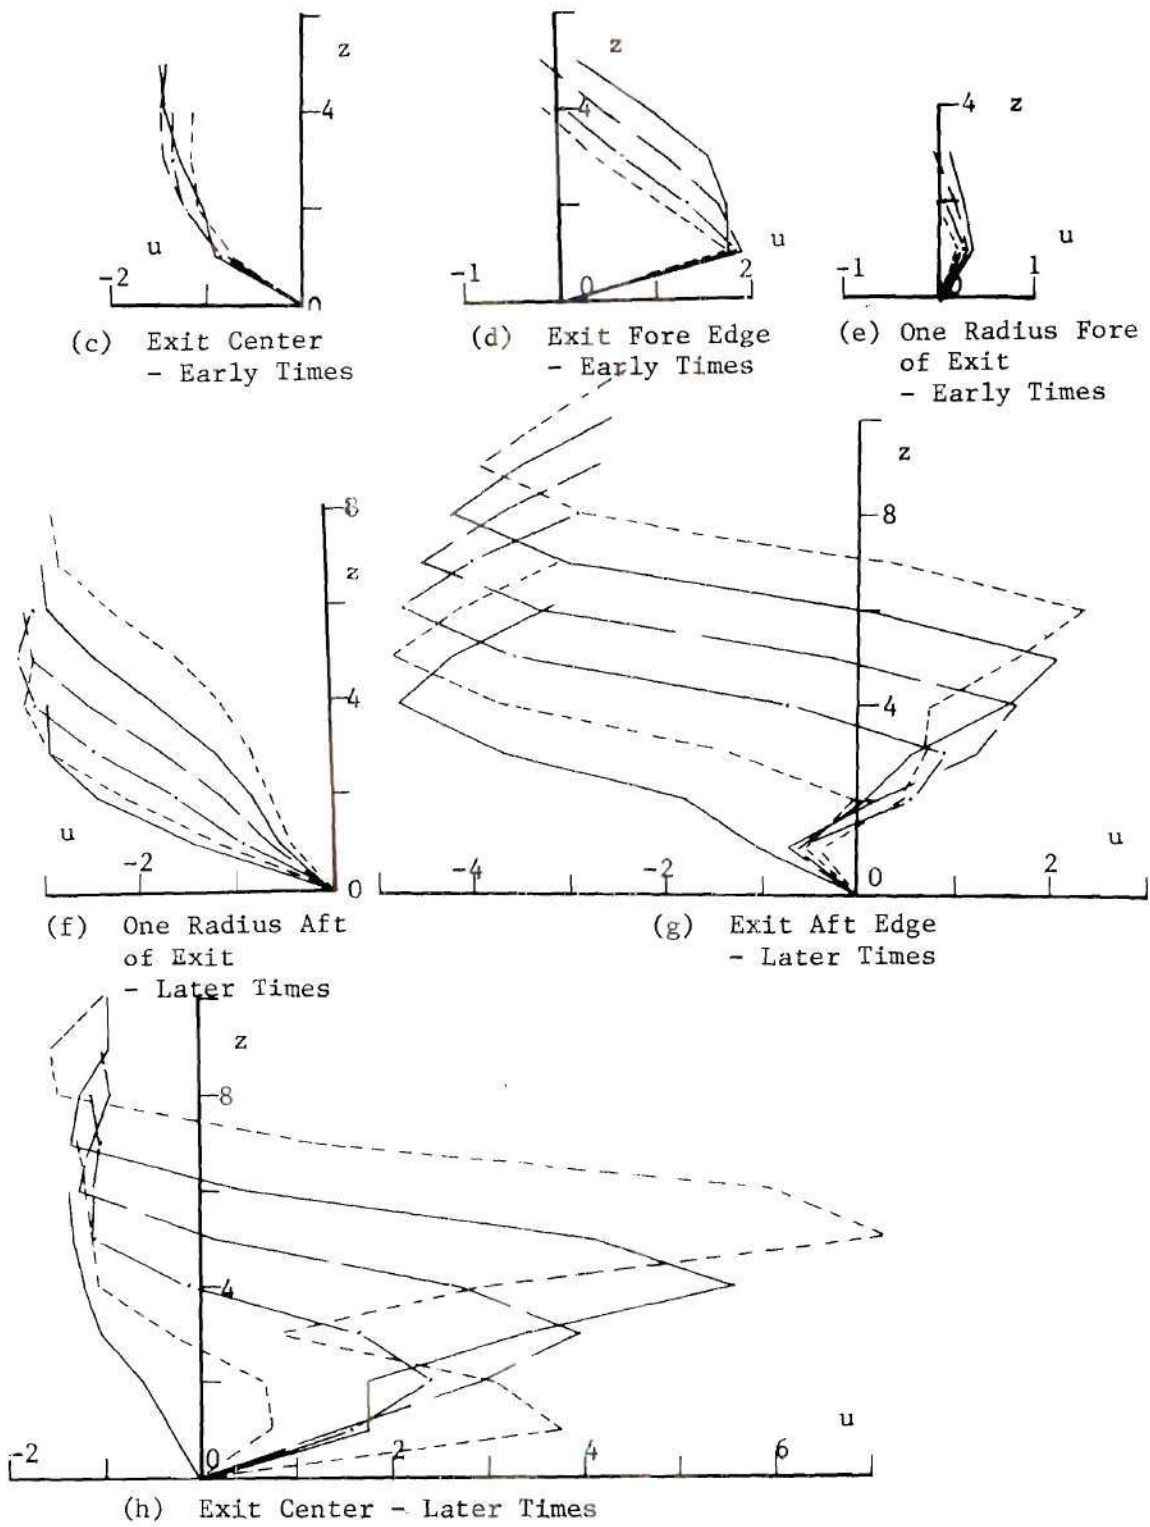 z
4
u
-2
0
(c) Exit Center
- Early Times
z
4
u
-1
0
2
(d) Exit Fore Edge
- Early Times
4 z
u
-1
0
1
(e) One Radius Fore
of Exit
- Early Times
8
z
4
u
-2
0
(f) One Radius Aft
of Exit
- Later Times
z
8
4
u
-4
-2
0
2
(g) Exit Aft Edge
- Later Times
z
8
4
u
-2
0
2
4
6
(h) Exit Center - Later Times